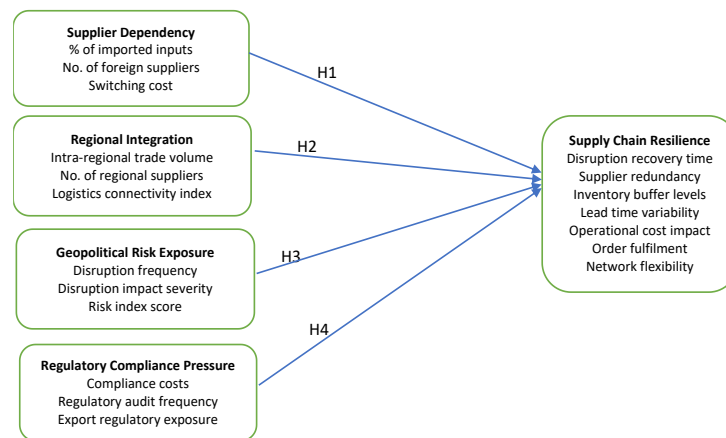 Supplier Dependency
% of imported inputs
No. of foreign suppliers
Switching cost
H1
Regional Integration
Intra-regional trade volume
No. of regional suppliers
Logistics connectivity index
H2
Geopolitical Risk Exposure
Disruption frequency
Disruption impact severity
Risk index score
H3
Regulatory Compliance Pressure
Compliance costs
Regulatory audit frequency
Export regulatory exposure
H4
Supply Chain Resilience
Disruption recovery time
Supplier redundancy
Inventory buffer levels
Lead time variability
Operational cost impact
Order fulfilment
Network flexibility